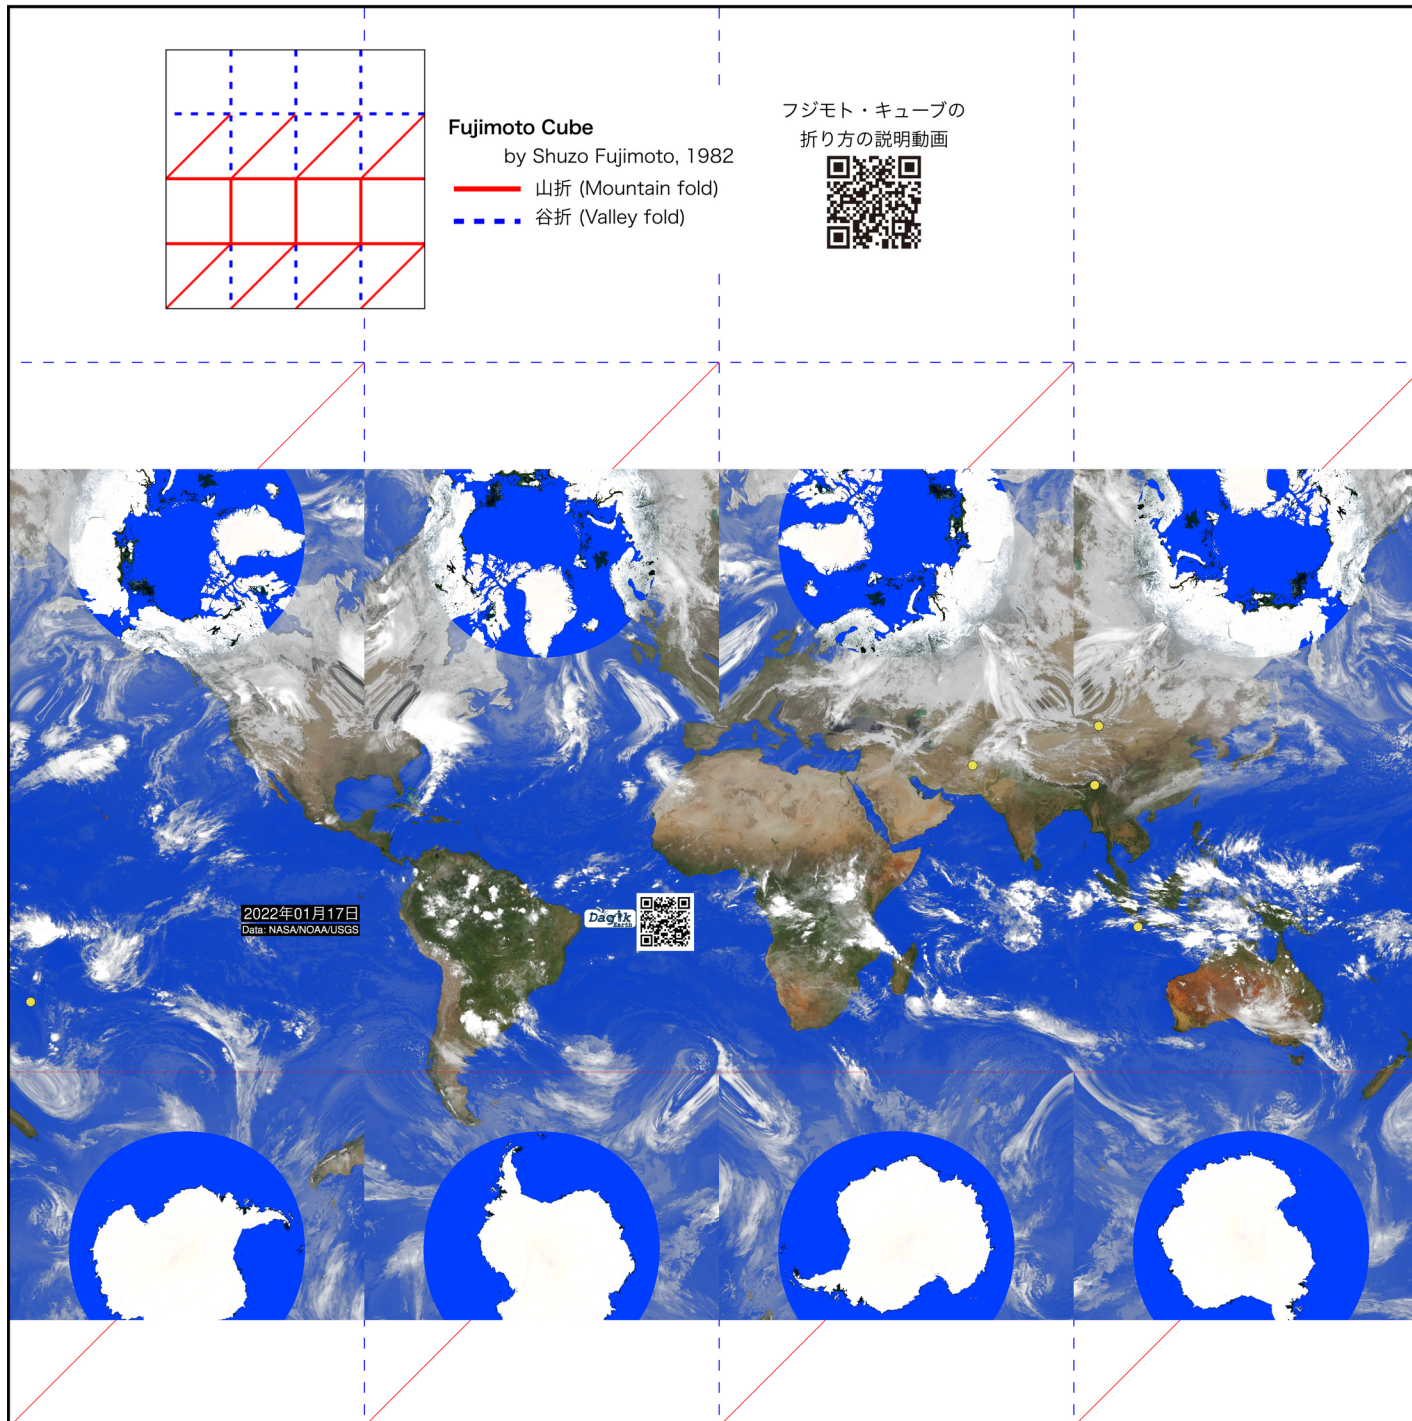 Fujimoto Cube
by Shuzo Fujimoto, 1982
山折 (Mountain fold)
谷折 (Valley fold)
フジモト・キューブの
折り方の説明動画
2022年01月17日
Data: NASA/NOAA/USGS
Dagik
Earth